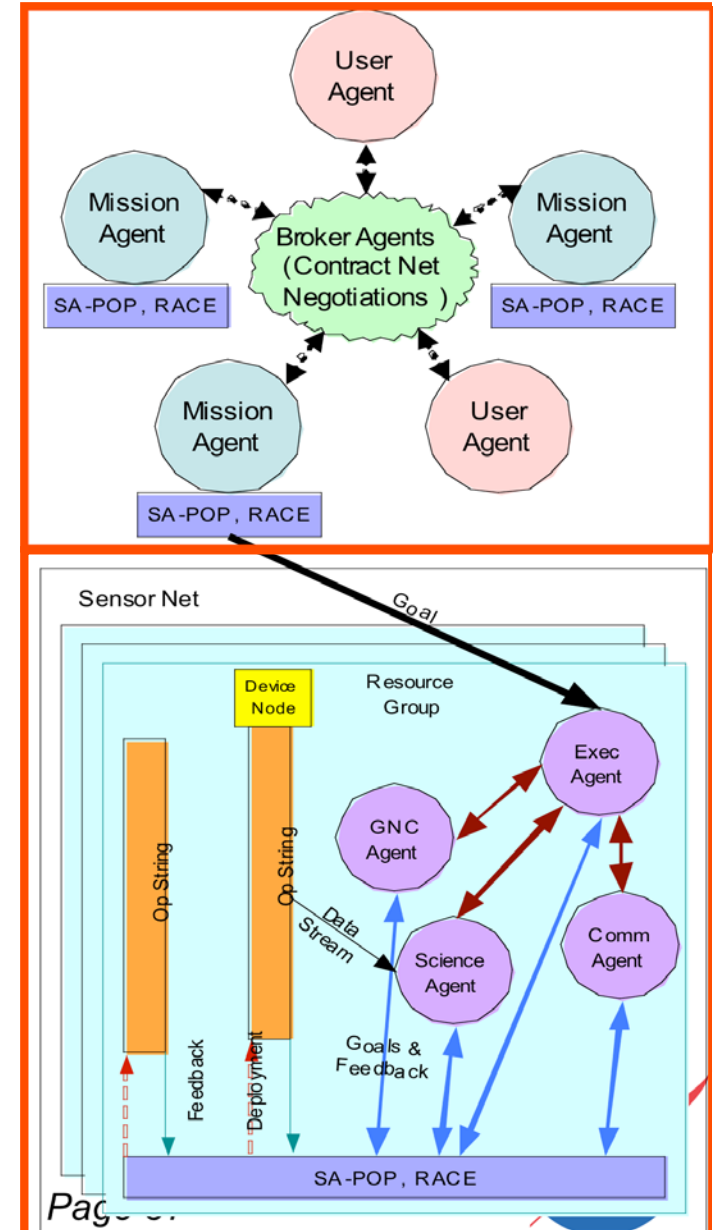 User
Agent
Mission
Agent
Mission
Agent
Broker Agents
(Contract Net
Negotiations )
SA-POP, RACE
SA-POP, RACE
Mission
Agent
User
Agent
SA-POP, RACE
Sensor Net
Goal
Device
Node
Resource
Group
Exec
Agent
GNC
Agent
Op String
Op String
Data
Stream
Science
Agent
Comm
Agent
Goals &
Feedback
Feedback
Deployment
SA-POP, RACE
Page